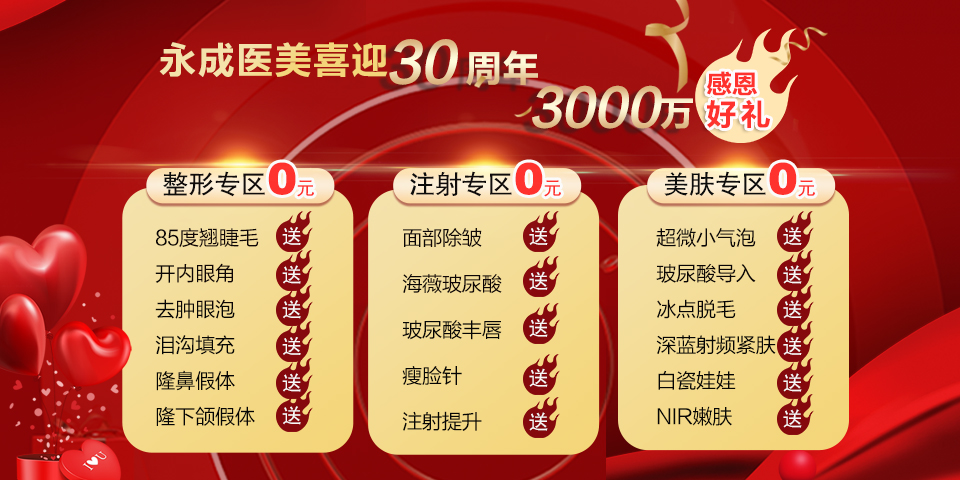 永成医美喜迎30周年
3000万
感恩
好礼
整形专区0元
85度翘睫毛 送
开内眼角 送
去肿眼泡 送
泪沟填充 送
隆鼻假体 送
隆下颌假体 送
注射专区0元
面部除皱 送
海薇玻尿酸 送
玻尿酸丰唇 送
瘦脸针 送
注射提升 送
美肤专区0元
超微小气泡 送
玻尿酸导入 送
冰点脱毛 送
深蓝射频紧肤 送
白瓷娃娃 送
NIR嫩肤 送
I❤U